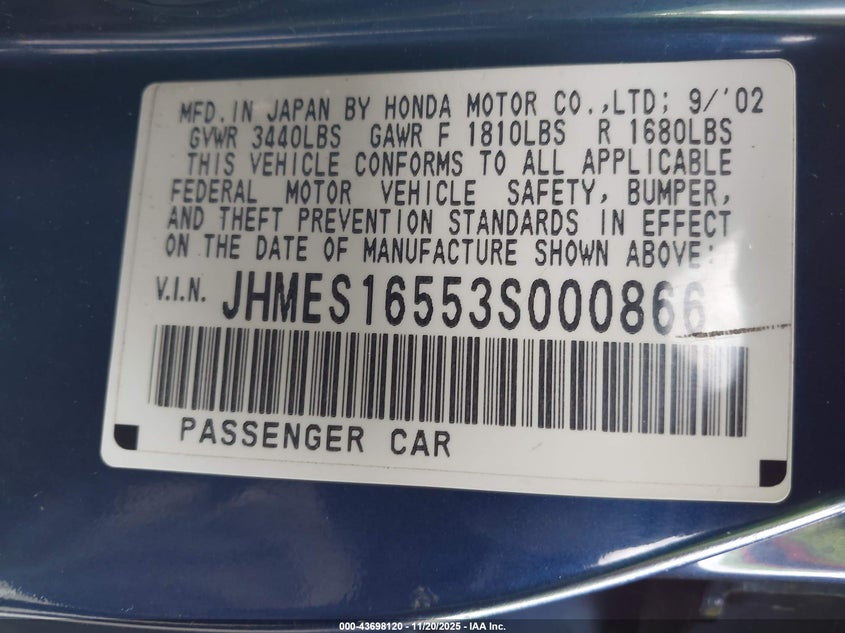 MFD. IN JAPAN BY HONDA MOTOR CO.,LTD; 9/'02
GVWR 3440LBS GAWR F 1810LBS R 1680LBS
THIS VEHICLE CONFORMS TO ALL APPLICABLE
FEDERAL MOTOR VEHICLE SAFETY, BUMPER,
AND THEFT PREVENTION STANDARDS IN EFFECT
ON THE DATE OF MANUFACTURE SHOWN ABOVE:
V.I.N. JHMES16553S000866
PASSENGER CAR
000-43698120 - 11/20/2025 - IAA Inc.